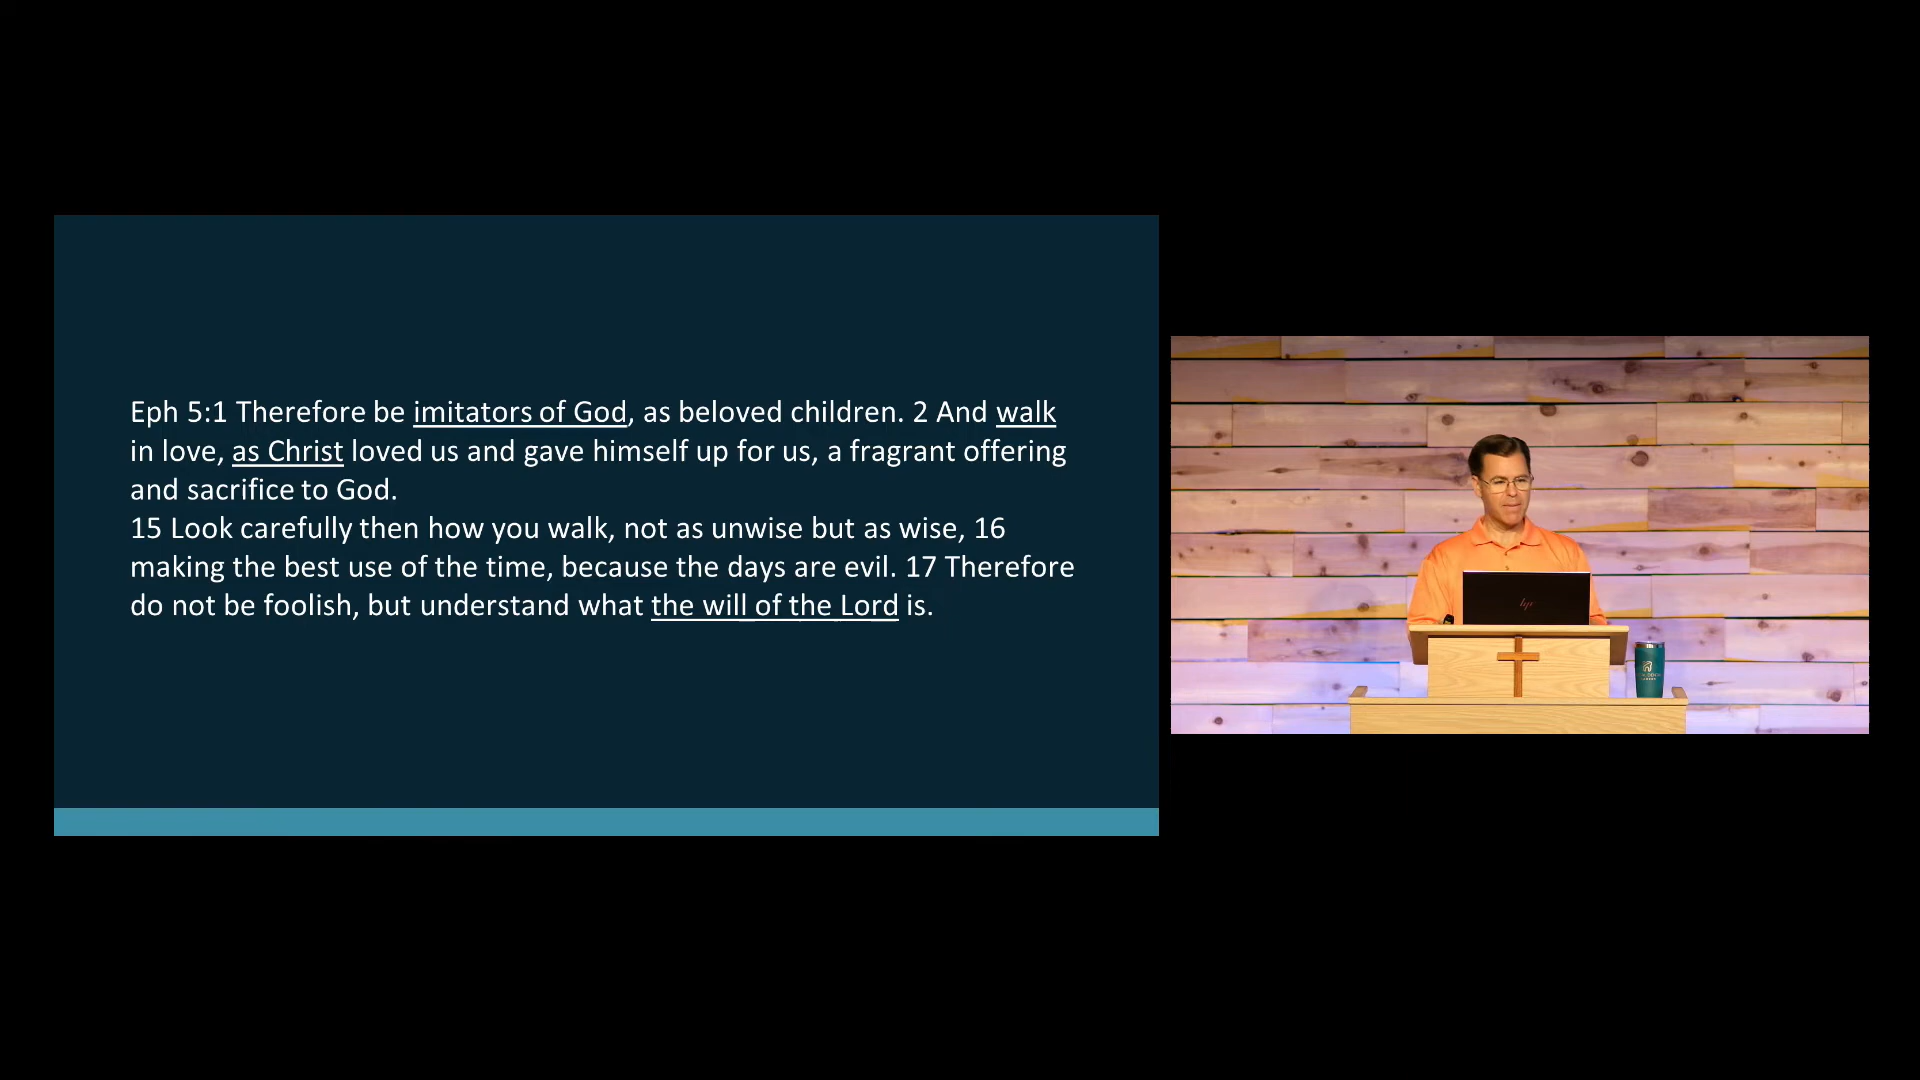 Eph 5:1 Therefore be imitators of God, as beloved children. 2 And walk
in love, as Christ loved us and gave himself up for us, a fragrant offering
and sacrifice to God.
15 Look carefully then how you walk, not as unwise but as wise, 16
making the best use of the time, because the days are evil. 17 Therefore
do not be foolish, but understand what the will of the Lord is.
hp